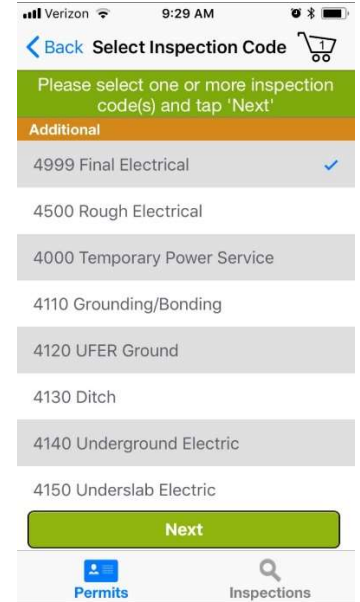 Verizon 9:29 AM
Back Select Inspection Code 1
Please select one or more inspection
code(s) and tap 'Next'
Additional
4999 Final Electrical
4500 Rough Electrical
4000 Temporary Power Service
4110 Grounding/Bonding
4120 UFER Ground
4130 Ditch
4140 Underground Electric
4150 Underslab Electric
Next
Permits Inspections